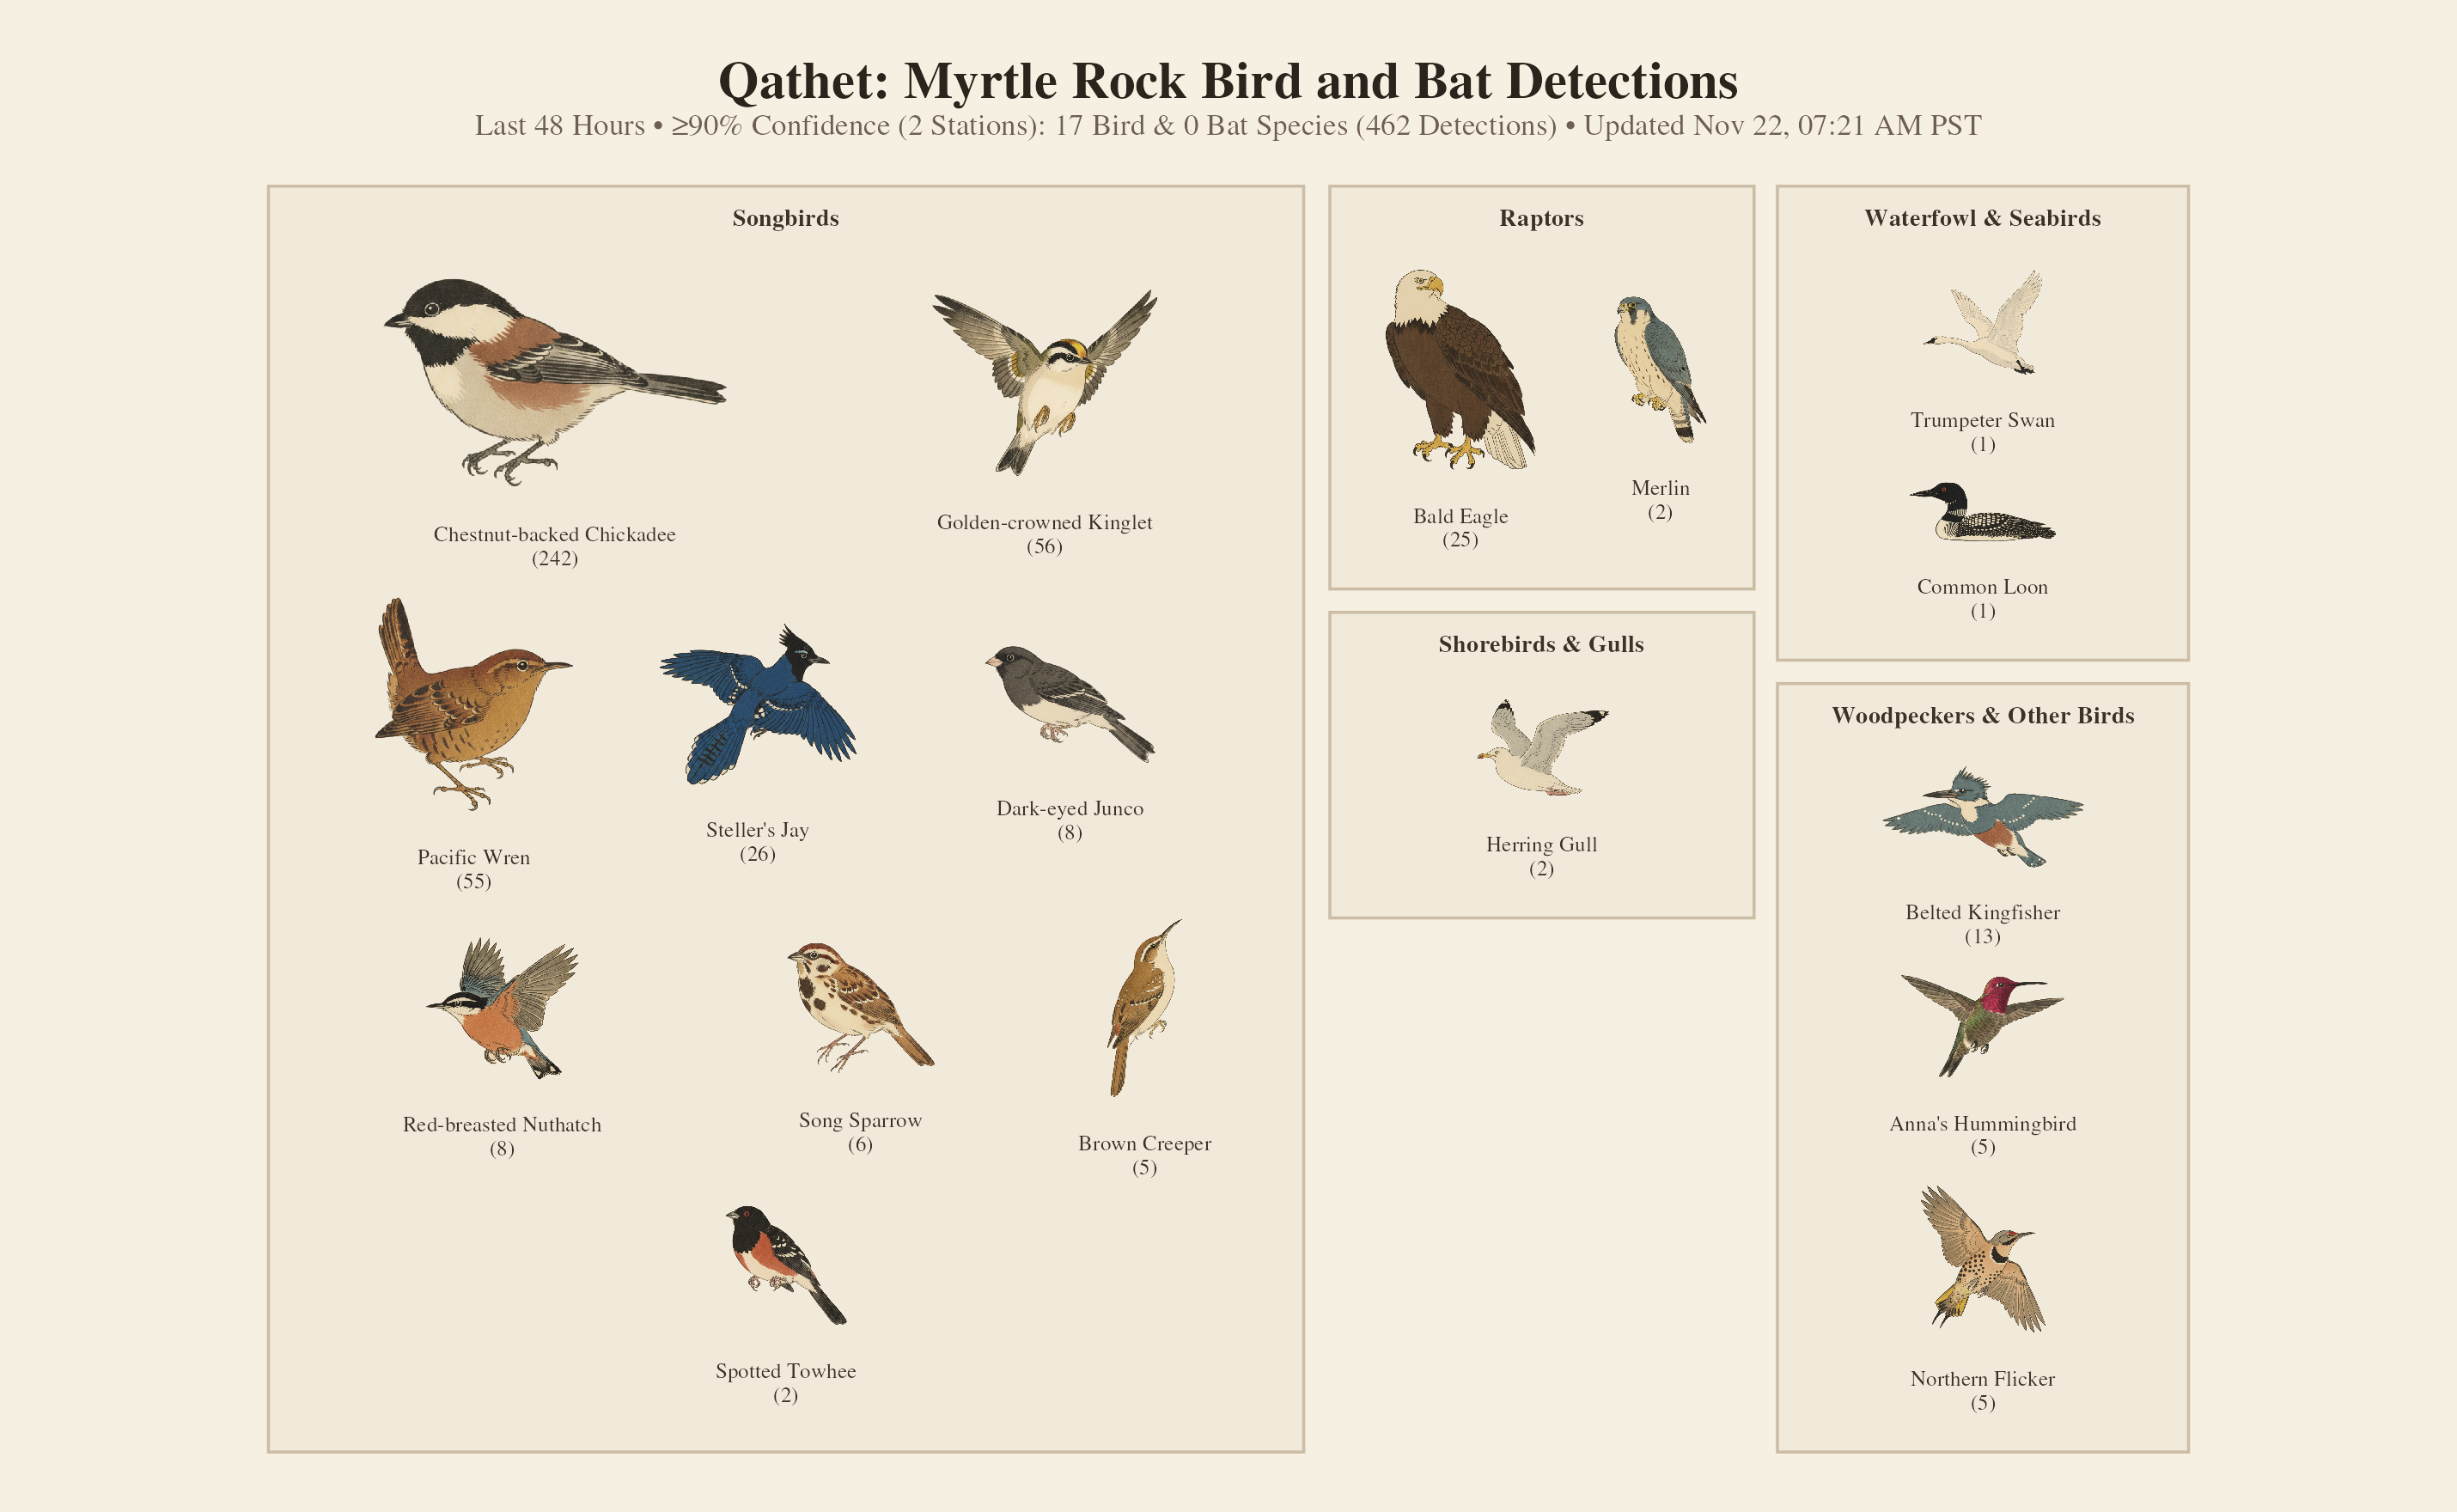 Qathet: Myrtle Rock Bird and Bat Detections
Last 48 Hours • ≥90% Confidence (2 Stations): 17 Bird & 0 Bat Species (462 Detections) • Updated Nov 22, 07:21 AM PST
Songbirds
Chestnut-backed Chickadee
(242)
Golden-crowned Kinglet
(56)
Pacific Wren
(55)
Steller's Jay
(26)
Dark-eyed Junco
(8)
Red-breasted Nuthatch
(8)
Song Sparrow
(6)
Brown Creeper
(5)
Spotted Towhee
(2)
Raptors
Bald Eagle
(25)
Merlin
(2)
Shorebirds & Gulls
Herring Gull
(2)
Waterfowl & Seabirds
Trumpeter Swan
(1)
Common Loon
(1)
Woodpeckers & Other Birds
Belted Kingfisher
(13)
Anna's Hummingbird
(5)
Northern Flicker
(5)